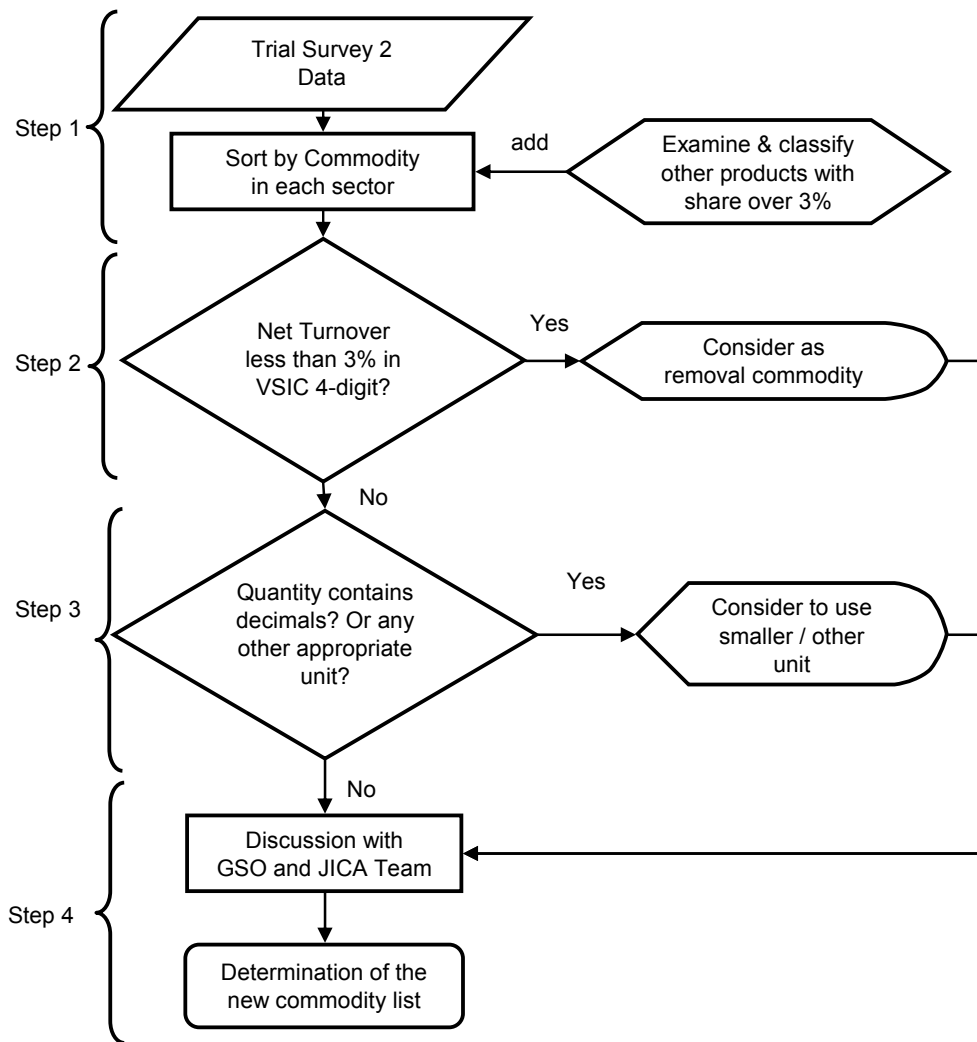 Trial Survey 2
Data
Step 1
Sort by Commodity
in each sector
add
Examine & classify
other products with
share over 3%
Step 2
Net Turnover
less than 3% in
VSIC 4-digit?
Yes
Consider as
removal commodity
No
Step 3
Quantity contains
decimals? Or any
other appropriate
unit?
Yes
Consider to use
smaller / other
unit
No
Discussion with
GSO and JICA Team
Step 4
Determination of the
new commodity list